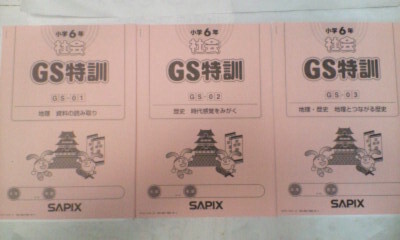 小学6年
社会
GS特訓
GS-01
地理 資料の読み取り
SAPIX
小学6年
社会
GS特訓
GS-02
歴史 時代感覚をみがく
SAPIX
小学6年
社会
GS特訓
GS-03
地理・歴史 地理とつながる歴史
SAPIX